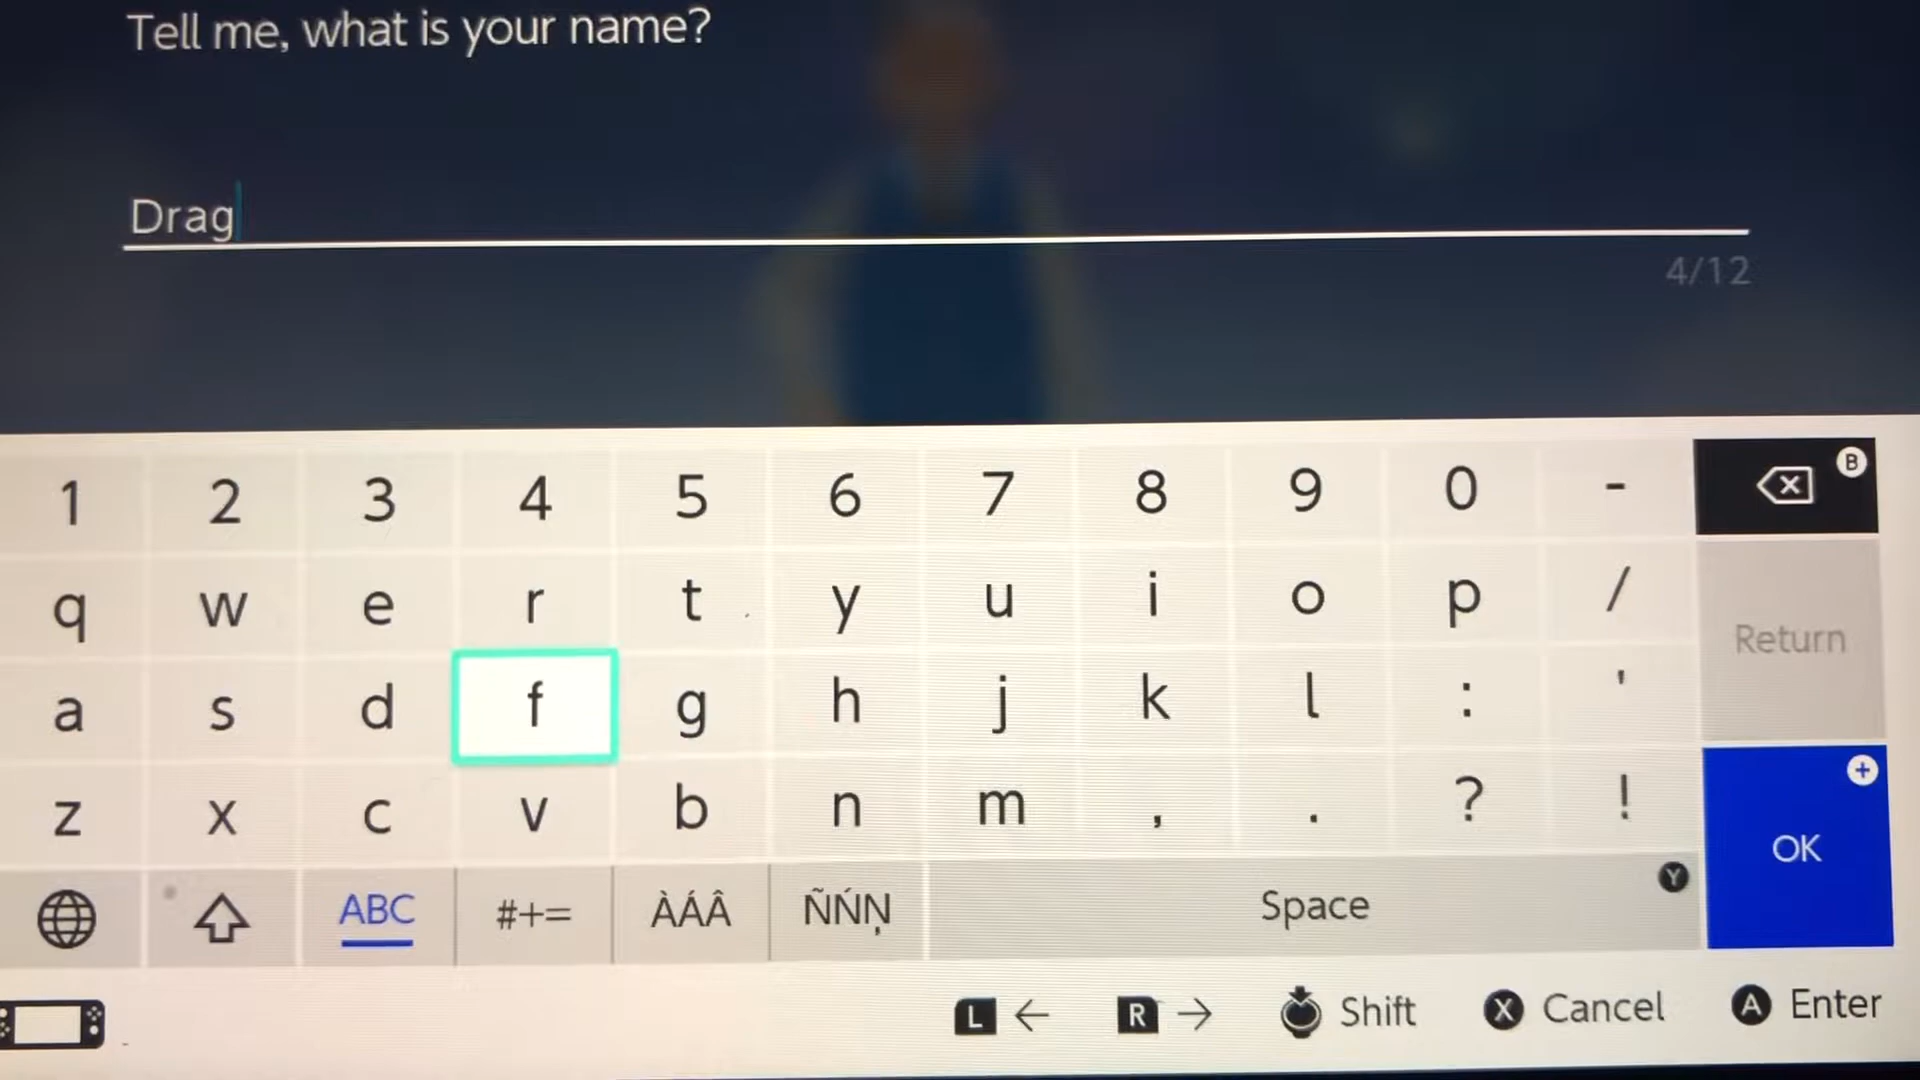 Tell me, what is your name?
Drag
4/12
1 2 3 4 5 6 7 8 9 0 - B
q w e r t y u i o p / Return
a s d f g h j k l : '
z x c v b n m , . ? ! + OK
ABC #+= ÀÁÂ ÑŃŅ Space Y
L ← R → Shift X Cancel A Enter